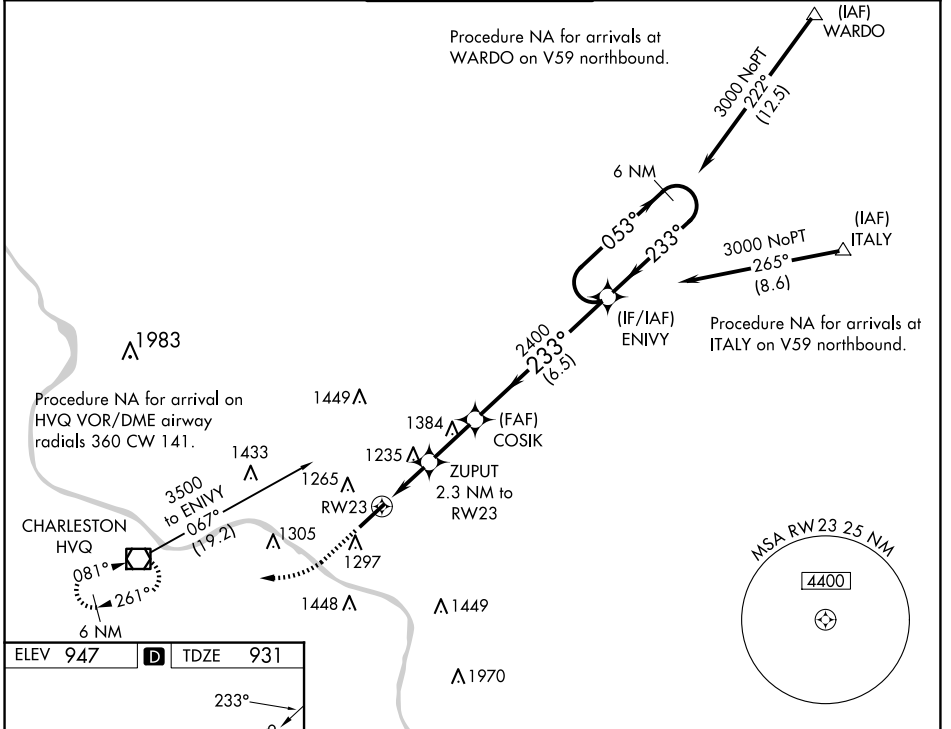 (IAF)
WARDO
Procedure NA for arrivals at
WARDO on V59 northbound.
3000 NoPT
222°
(12.5)
6 NM
053°
233°
(IAF)
ITALY
3000 NoPT
265°
(8.6)
(IF/IAF)
ENIVY
Procedure NA for arrivals at
ITALY on V59 northbound.
2400
233°
(6.5)
1983
Procedure NA for arrival on
HVQ VOR/DME airway
radials 360 CW 141.
1449
1384
(FAF)
COSIK
1235
1433
1265
ZUPUT
2.3 NM to
RW23
RW23
3500
to ENIVY
067°
(19.2)
CHARLESTON
HVQ
1305
1297
081°
261°
6 NM
1448
1449
1970
MSA RW23 25 NM
4400
ELEV 947 D TDZE 931
233°